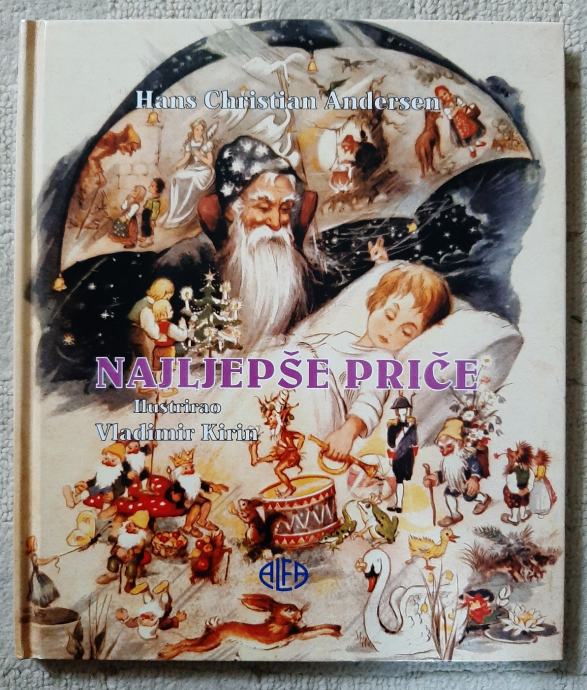 Hans Christian Andersen
NAJLJEPŠE PRIČE
Ilustrirao
Vladimir Kirin
ALFA